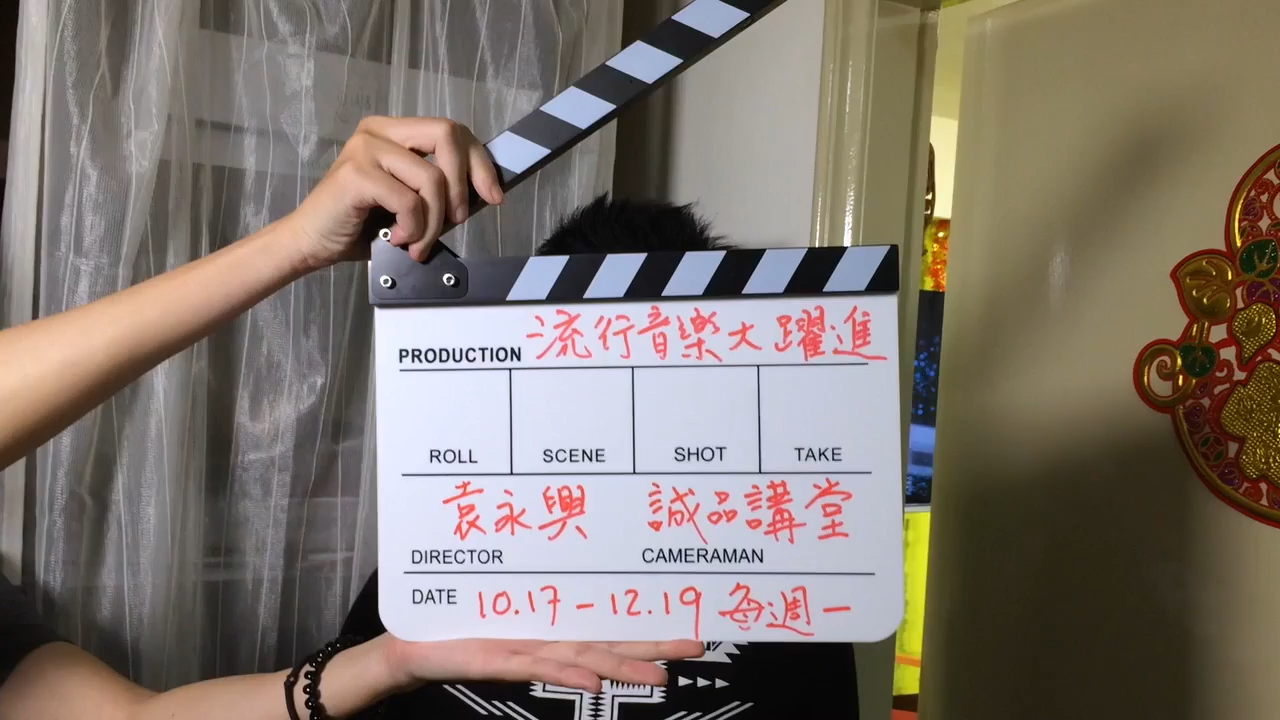 PRODUCTION 流行音樂大躍進
ROLL SCENE SHOT TAKE
袁永興 誠品講堂
DIRECTOR CAMERAMAN
DATE 10.17-12.19 每週一